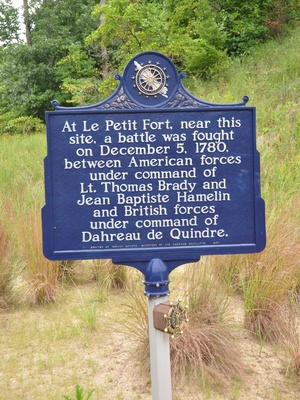 At Le Petit Fort, near this
site, a battle was fought
on December 5, 1780,
between American forces
under command of
Lt. Thomas Brady and
Jean Baptiste Hamelin
and British forces
under command of
Dahreau de Quindre.